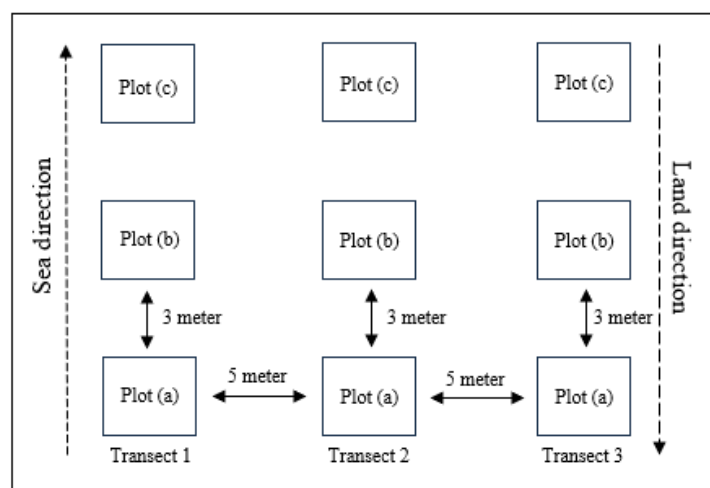 Plot (c)
Plot (c)
Plot (c)
Sea direction
Land direction
Plot (b)
Plot (b)
Plot (b)
3 meter
3 meter
3 meter
5 meter
5 meter
Plot (a)
Plot (a)
Plot (a)
Transect 1
Transect 2
Transect 3